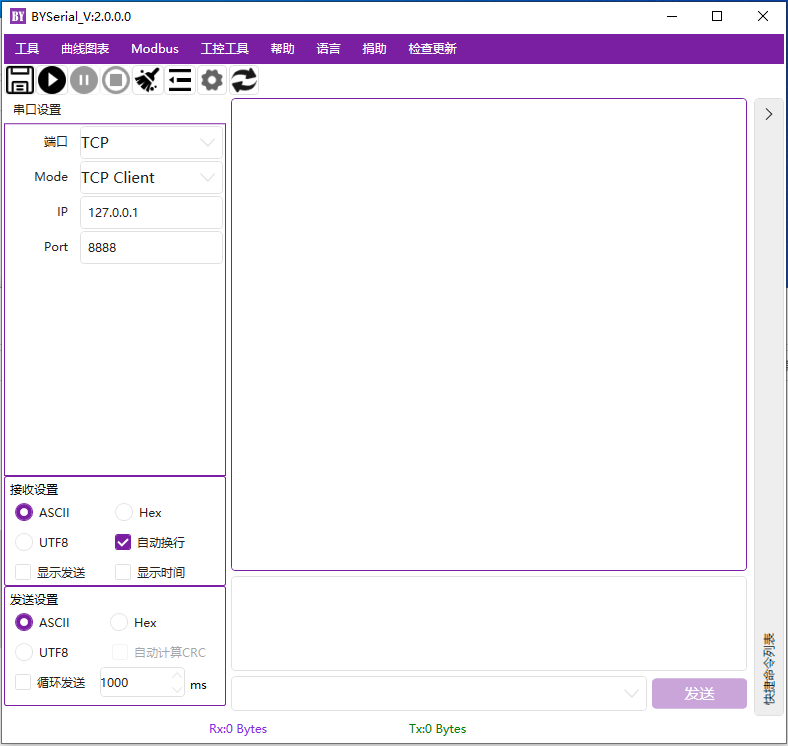 BY BYSerial_V:2.0.0.0
工具 曲线图表 Modbus 工控工具 帮助 语言 捐助 检查更新
串口设置
端口 TCP
Mode TCP Client
IP 127.0.0.1
Port 8888
接收设置
ASCII Hex
UTF8 自动换行
显示发送 显示时间
发送设置
ASCII Hex
UTF8 自动计算CRC
循环发送 1000 ms
发送
快捷命令列表
Rx:0 Bytes Tx:0 Bytes